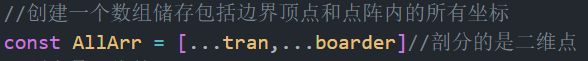 //创建一个数组储存包括边界顶点和点阵内的所有坐标
const AllArr = [...tran,...boarder]//剖分的是二维点